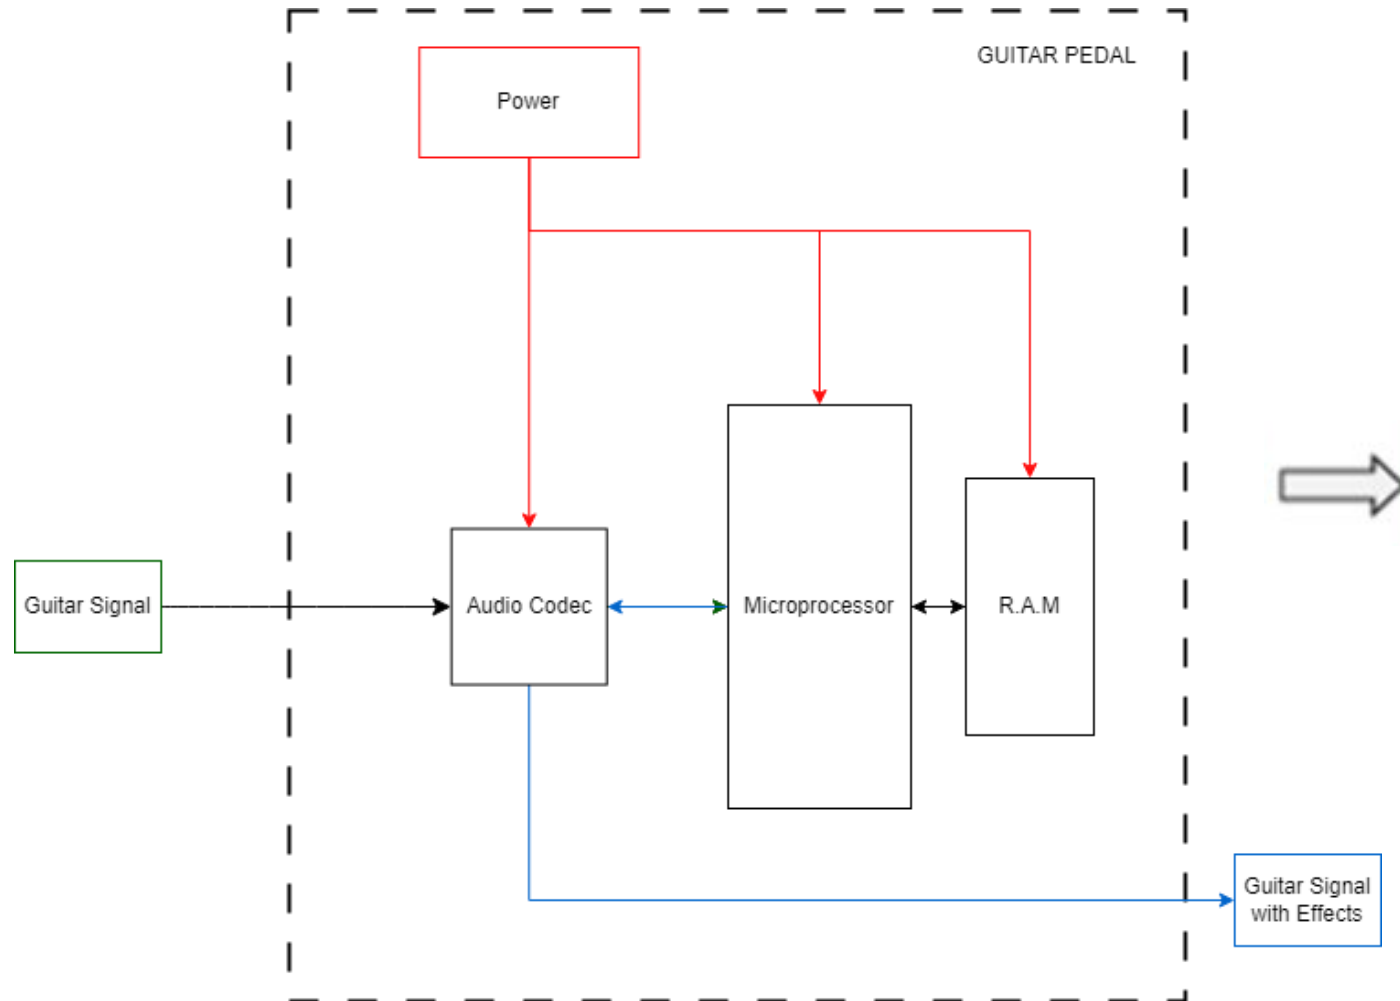 GUITAR PEDAL
Power
Guitar Signal
Audio Codec
Microprocessor
R.A.M
Guitar Signal
with Effects